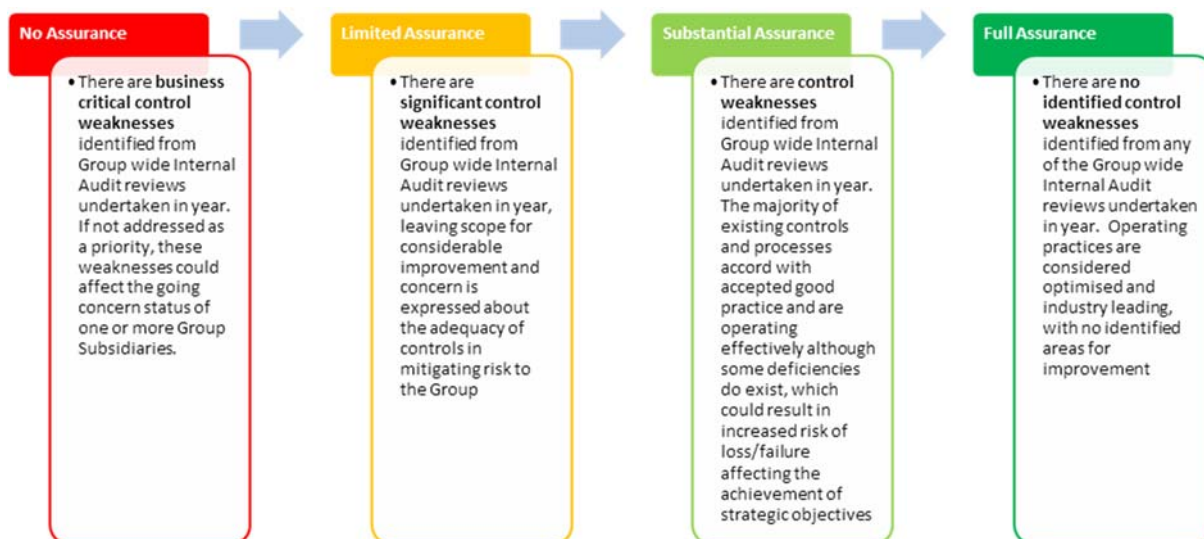 No Assurance
• There are business
critical control
weaknesses
identified from
Group wide Internal
Audit reviews
undertaken in year.
If not addressed as
a priority, these
weaknesses could
affect the going
concern status of
one or more Group
Subsidiaries.
Limited Assurance
• There are
significant control
weaknesses
identified from
Group wide Internal
Audit reviews
undertaken in year,
leaving scope for
considerable
improvement and
concern is
expressed about
the adequacy of
controls in
mitigating risk to
the Group
Substantial Assurance
• There are control
weaknesses
identified from
Group wide Internal
Audit reviews
undertaken in year.
The majority of
existing controls
and processes
accord with
accepted good
practice and are
operating
effectively although
some deficiencies
do exist, which
could result in
increased risk of
loss/failure
affecting the
achievement of
strategic objectives
Full Assurance
• There are no
identified control
weaknesses
identified from any
of the Group wide
Internal Audit
reviews undertaken
in year. Operating
practices are
considered
optimised and
industry leading,
with no identified
areas for
improvement